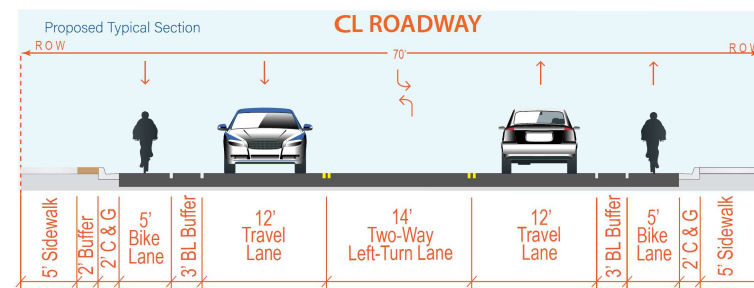 CL ROADWAY
Proposed Typical Section
ROW
ROW
70'
5' Sidewalk
2' Buffer
2' C & G
5'
Bike
Lane
3' BL Buffer
12'
Travel
Lane
14'
Two-Way
Left-Turn Lane
12'
Travel
Lane
3' BL Buffer
5'
Bike
Lane
2' C & G
5' Sidewalk